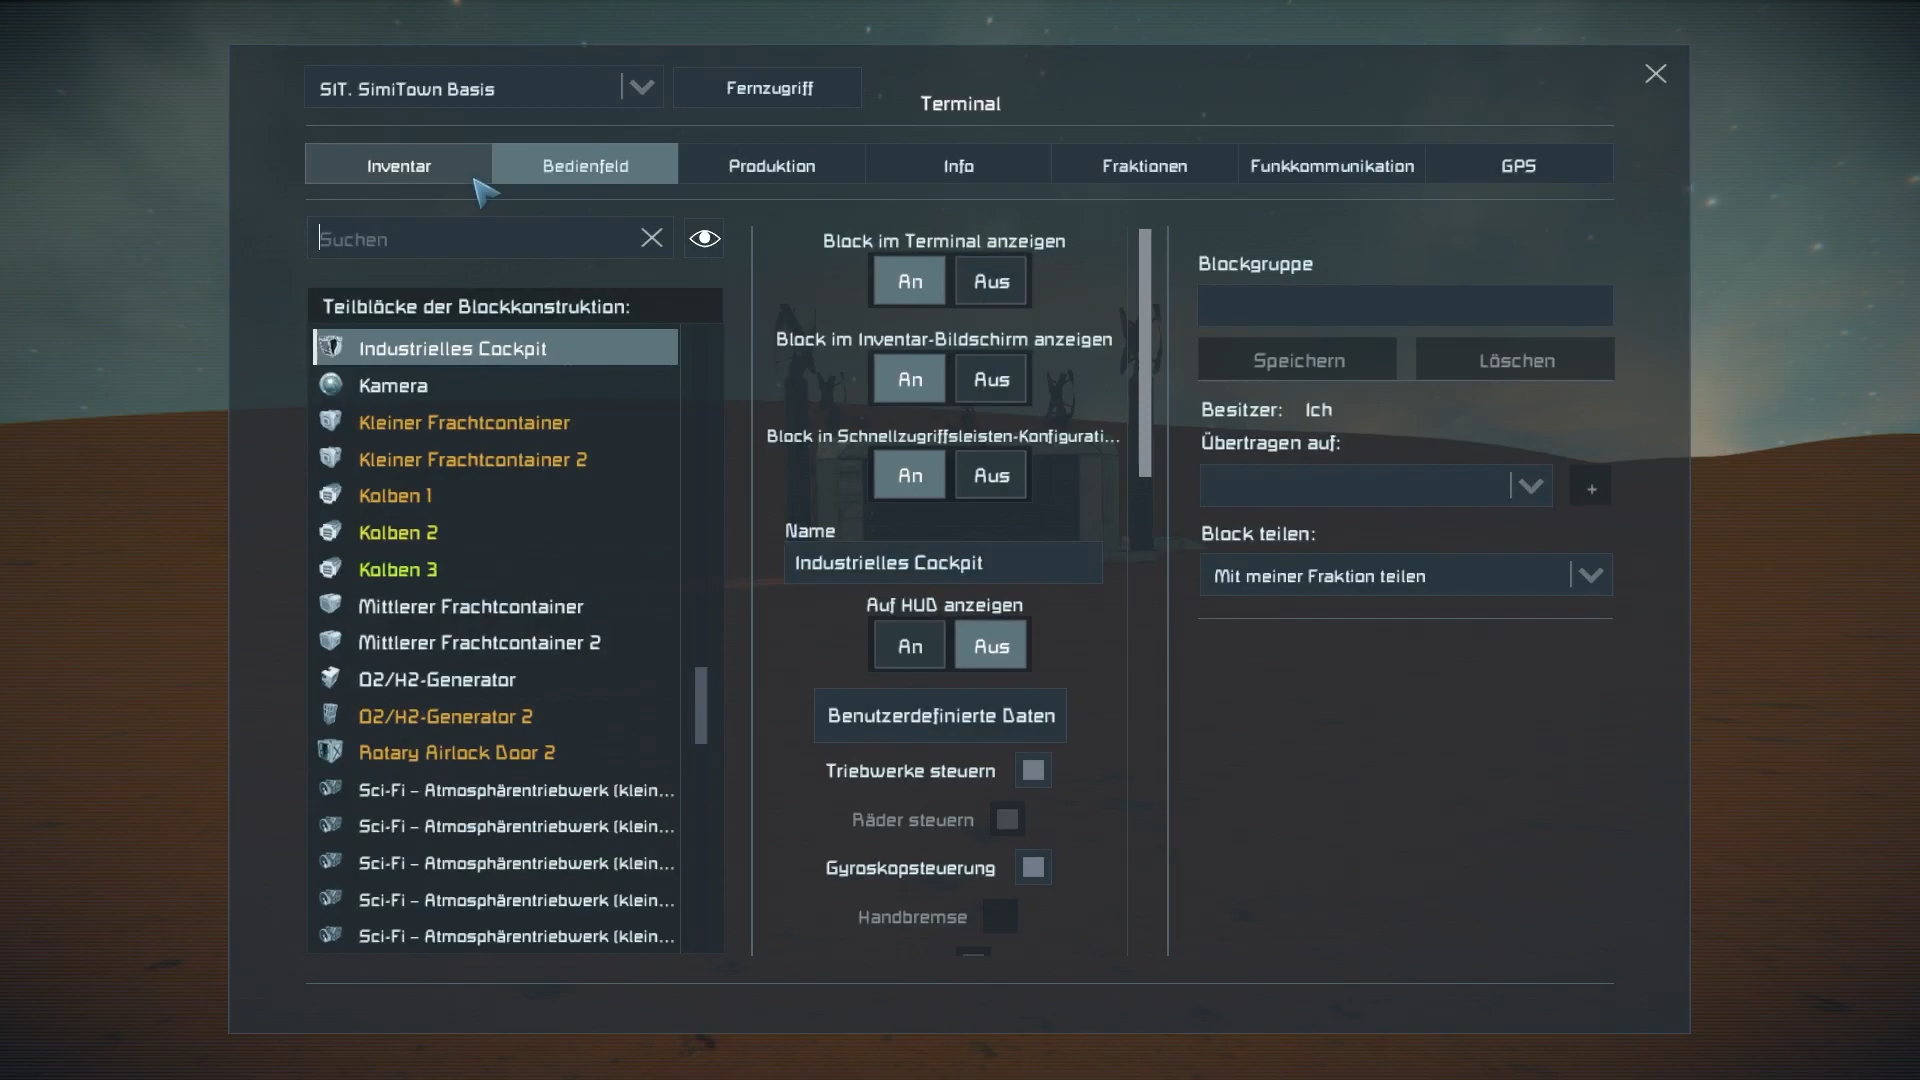 SIT. SimiTown Basis
Fernzugriff
Terminal
Inventar
Bedienfeld
Produktion
Info
Fraktionen
Funkkommunikation
GPS
Suchen
Teilblöcke der Blockkonstruktion:
Industrielles Cockpit
Kamera
Kleiner Frachtcontainer
Kleiner Frachtcontainer 2
Kolben 1
Kolben 2
Kolben 3
Mittlerer Frachtcontainer
Mittlerer Frachtcontainer 2
O2/H2-Generator
O2/H2-Generator 2
Rotary Airlock Door 2
Sci-Fi – Atmosphärentriebwerk (klein...
Sci-Fi – Atmosphärentriebwerk (klein...
Sci-Fi – Atmosphärentriebwerk (klein...
Sci-Fi – Atmosphärentriebwerk (klein...
Sci-Fi – Atmosphärentriebwerk (klein...
Block im Terminal anzeigen
An Aus
Block im Inventar-Bildschirm anzeigen
An Aus
Block in Schnellzugriffsleisten-Konfigurati...
An Aus
Name
Industrielles Cockpit
Auf HUD anzeigen
An Aus
Benutzerdefinierte Daten
Triebwerke steuern
Räder steuern
Gyroskopsteuerung
Handbremse
Blockgruppe
Speichern
Löschen
Besitzer: Ich
Übertragen auf:
+
Block teilen:
Mit meiner Fraktion teilen